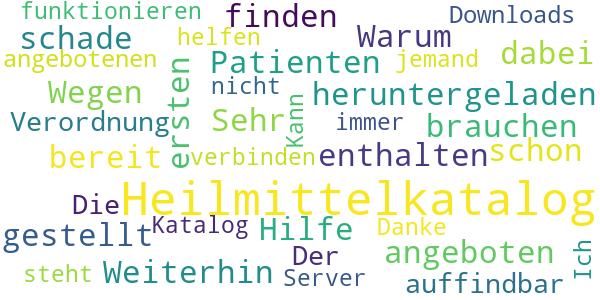 funktionieren finden Downloads
schade helfen Warum dabei
angebotenen Patienten jemand
Wegen ersten nicht heruntergeladen
Verordnung Sehr Kann immer brauchen
bereit verbinden enthalten schon
Die Heilmittelkatalog
gestellt Katalog Hilfe Danke
Der angeboten Ich
steht Weiterhin Server auffindbar